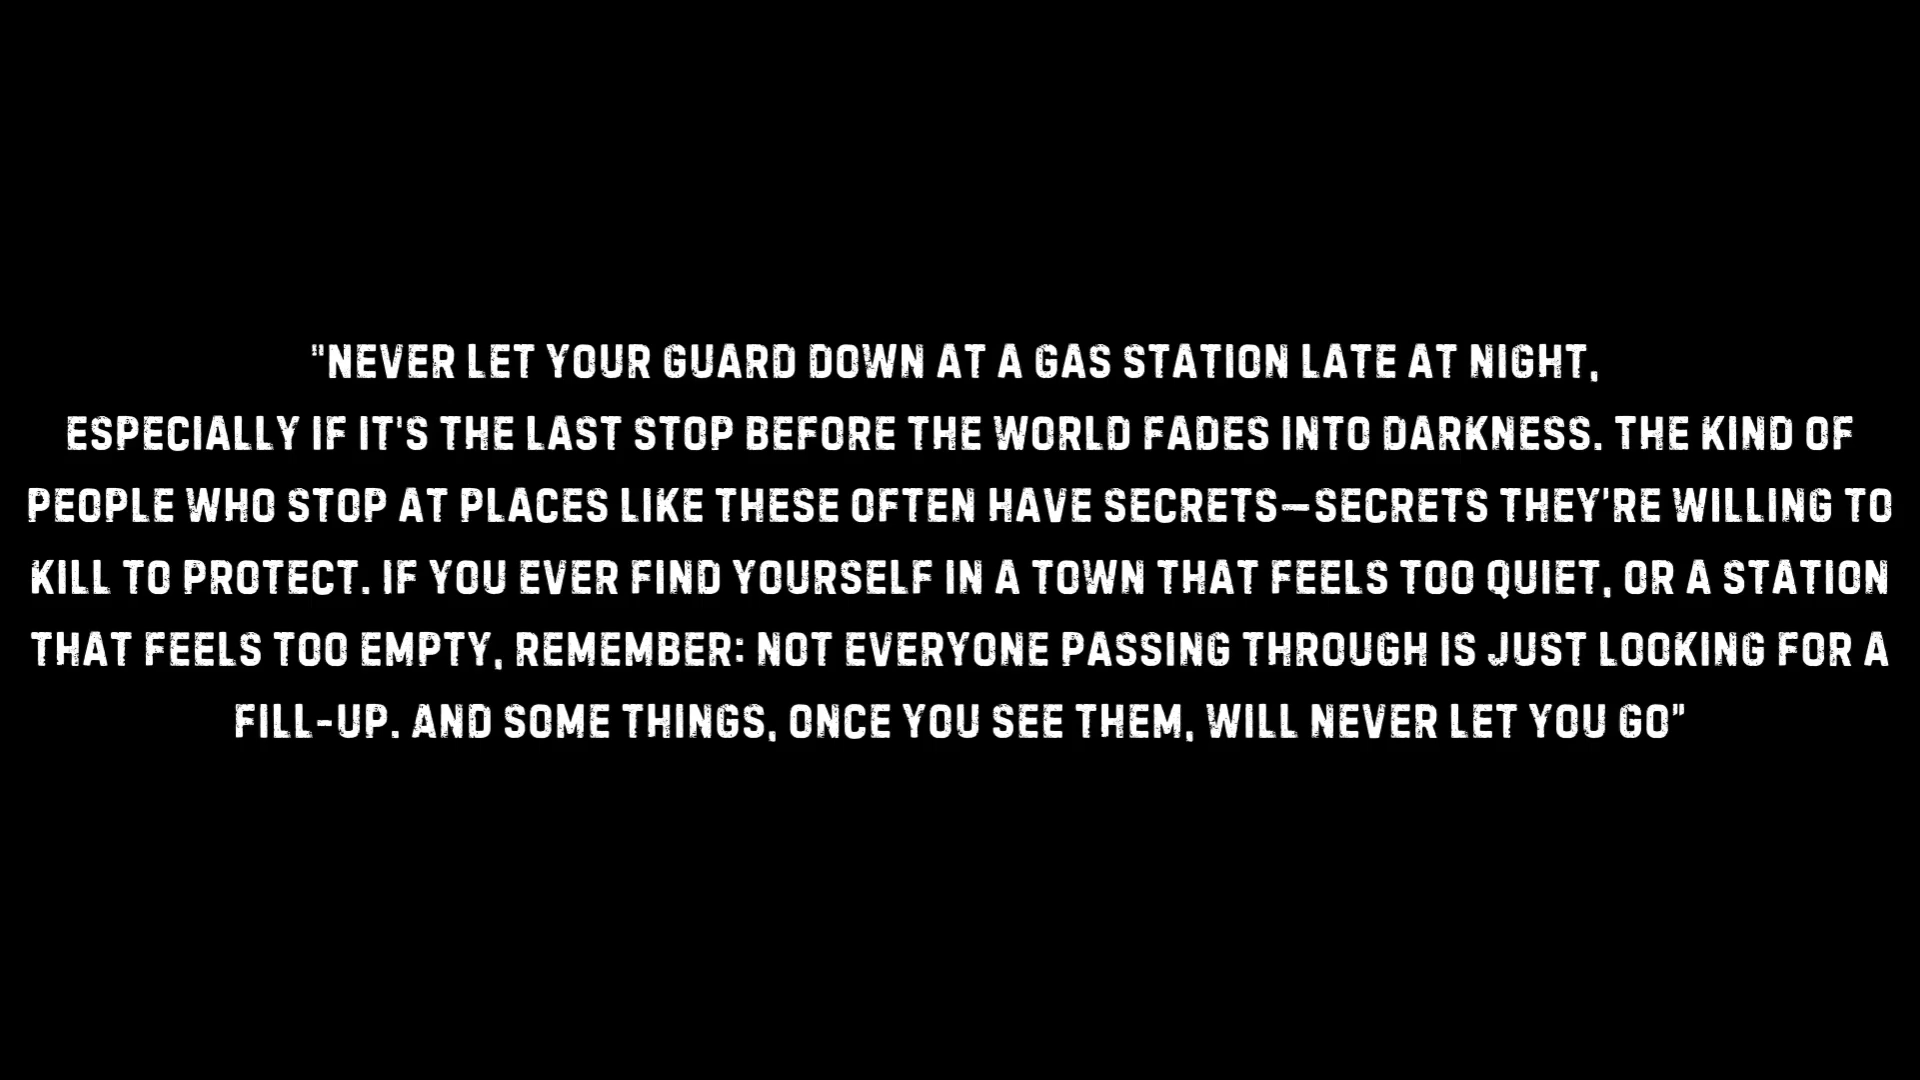 "NEVER LET YOUR GUARD DOWN AT A GAS STATION LATE AT NIGHT,
ESPECIALLY IF IT'S THE LAST STOP BEFORE THE WORLD FADES INTO DARKNESS. THE KIND OF
PEOPLE WHO STOP AT PLACES LIKE THESE OFTEN HAVE SECRETS—SECRETS THEY'RE WILLING TO
KILL TO PROTECT. IF YOU EVER FIND YOURSELF IN A TOWN THAT FEELS TOO QUIET, OR A STATION
THAT FEELS TOO EMPTY, REMEMBER: NOT EVERYONE PASSING THROUGH IS JUST LOOKING FOR A
FILL-UP. AND SOME THINGS, ONCE YOU SEE THEM, WILL NEVER LET YOU GO”